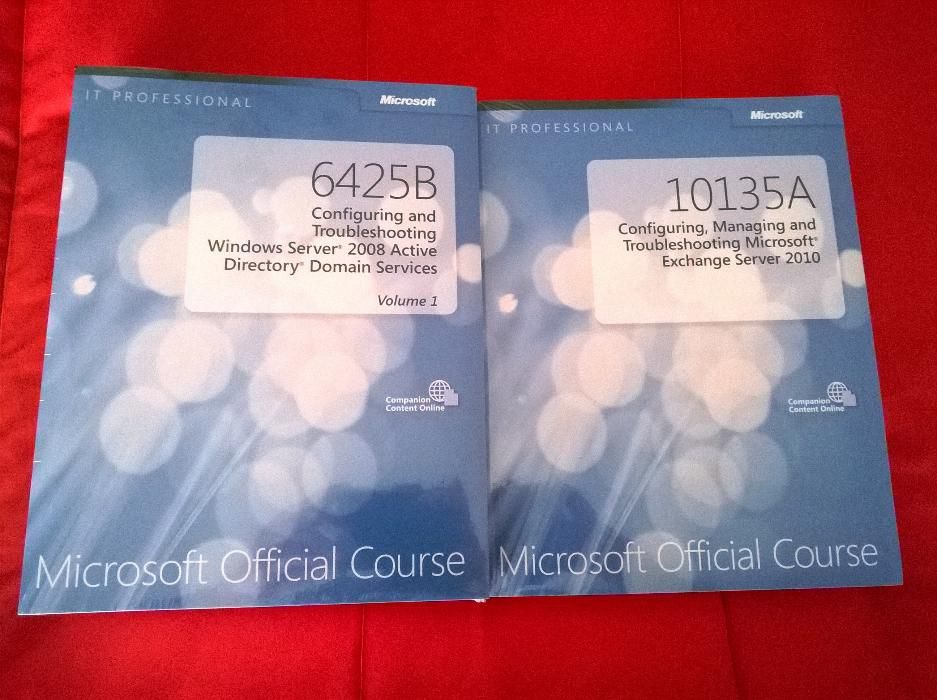 IT PROFESSIONAL
Microsoft
6425B
Configuring and
Troubleshooting
Windows Server® 2008 Active
Directory® Domain Services
Volume 1
Companion
Content Online
Microsoft Official Course
IT PROFESSIONAL
Microsoft
10135A
Configuring, Managing and
Troubleshooting Microsoft®
Exchange Server 2010
Companion
Content Online
Microsoft Official Course